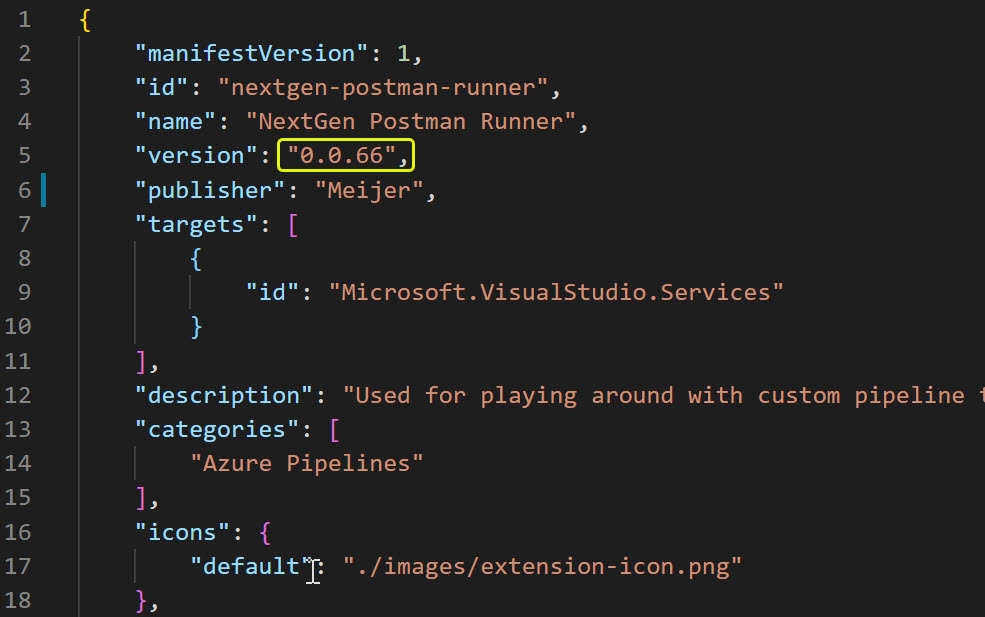 1 {
2 "manifestVersion": 1,
3 "id": "nextgen-postman-runner",
4 "name": "NextGen Postman Runner",
5 "version": "0.0.66",
6 "publisher": "Meijer",
7 "targets": [
8 {
9 "id": "Microsoft.VisualStudio.Services"
10 }
11 ],
12 "description": "Used for playing around with custom pipeline
13 "categories": [
14 "Azure Pipelines"
15 ],
16 "icons": {
17 "default": "./images/extension-icon.png"
18 },